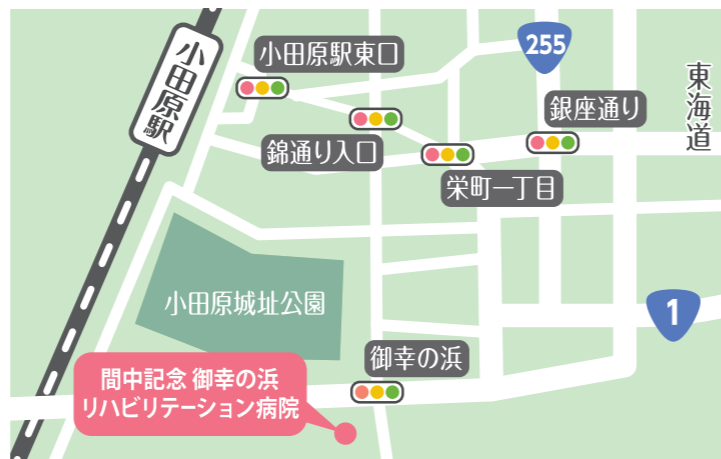 小田原駅
小田原駅東口
255
東海道
銀座通り
錦通り入口
栄町一丁目
小田原城址公園
1
御幸の浜
間中記念 御幸の浜
リハビリテーション病院